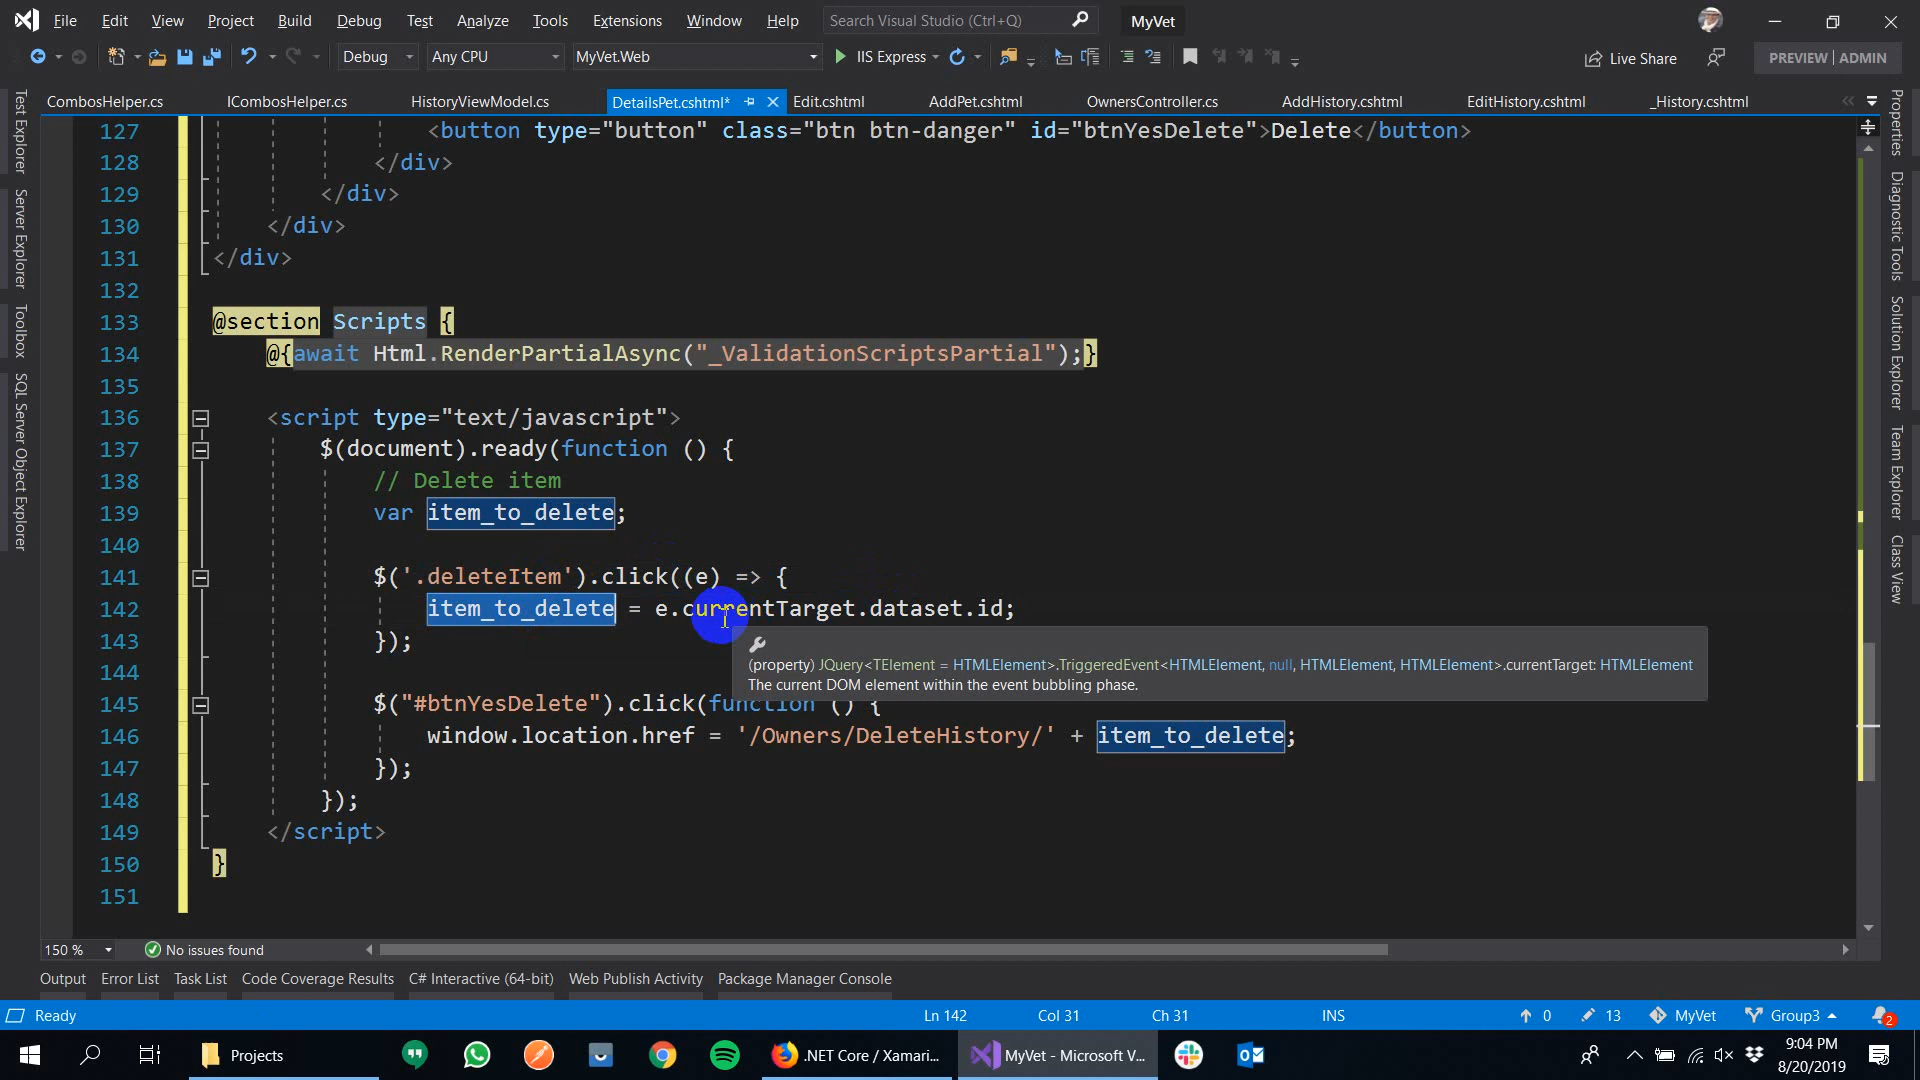 File Edit View Project Build Debug Test Analyze Tools Extensions Window Help Search Visual Studio (Ctrl+Q) MyVet
Debug Any CPU MyVet.Web IIS Express Live Share PREVIEW | ADMIN
CombosHelper.cs ICombosHelper.cs HistoryViewModel.cs DetailsPet.cshtml* Edit.cshtml AddPet.cshtml OwnersController.cs AddHistory.cshtml EditHistory.cshtml _History.cshtml
Test Explorer
Server Explorer
Toolbox
SQL Server Object Explorer
127 <button type="button" class="btn btn-danger" id="btnYesDelete">Delete</button>
128 </div>
129 </div>
130 </div>
131 </div>
132
133 @section Scripts {
134 @{await Html.RenderPartialAsync("_ValidationScriptsPartial");}
135
136 <script type="text/javascript">
137 $(document).ready(function () {
138 // Delete item
139 var item_to_delete;
140
141 $('.deleteItem').click((e) => {
142 item_to_delete = e.currentTarget.dataset.id;
143 });
(property) JQuery<TElement = HTMLElement>.TriggeredEvent<HTMLElement, null, HTMLElement, HTMLElement>.currentTarget: HTMLElement
The current DOM element within the event bubbling phase.
144
145 $("#btnYesDelete").click(function () {
146 window.location.href = '/Owners/DeleteHistory/' + item_to_delete;
147 });
148 });
149 </script>
150 }
151
Properties
Diagnostic Tools
Solution Explorer
Team Explorer
Class View
150 % No issues found
Output Error List Task List Code Coverage Results C# Interactive (64-bit) Web Publish Activity Package Manager Console
Ready Ln 142 Col 31 Ch 31 INS 0 13 MyVet Group3 2
Projects .NET Core / Xamari... MyVet - Microsoft V... 9:04 PM
8/20/2019